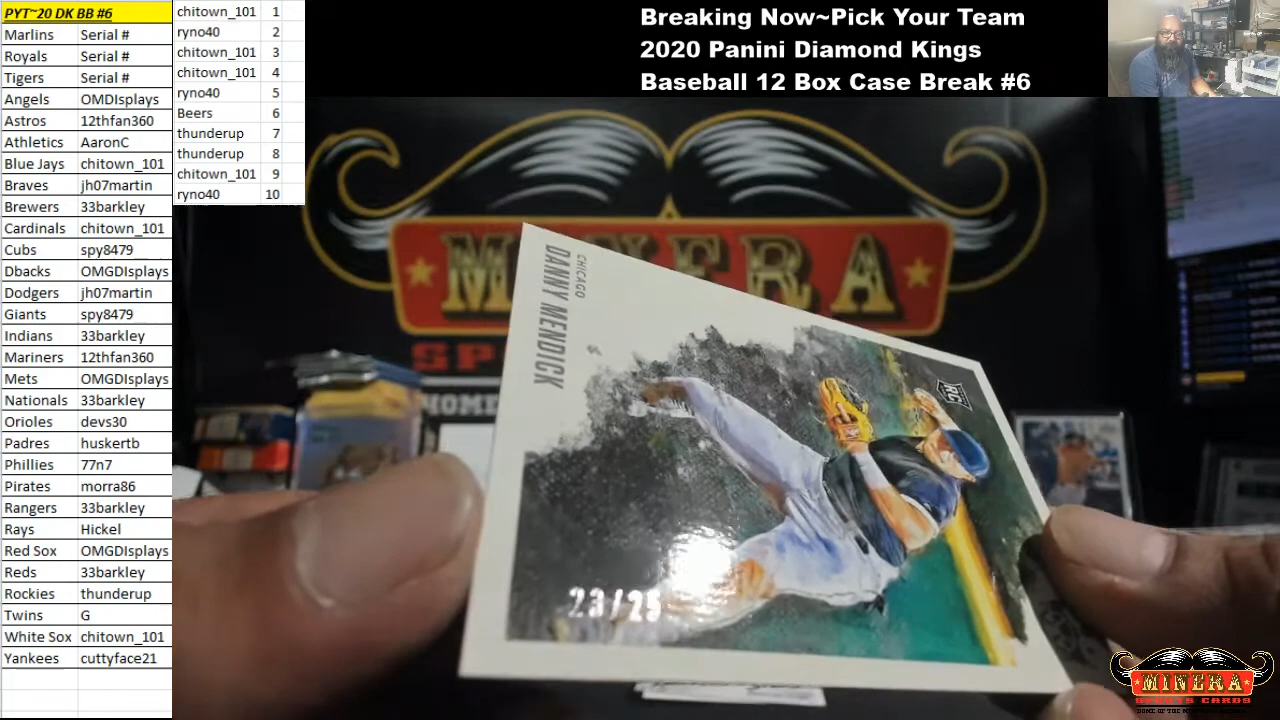 PYT~20 DK BB #6
Marlins Serial #
Royals Serial #
Tigers Serial #
Angels OMDIsplays
Astros 12thfan360
Athletics AaronC
Blue Jays chitown_101
Braves jh07martin
Brewers 33barkley
Cardinals chitown_101
Cubs spy8479
Dbacks OMGDIsplays
Dodgers jh07martin
Giants spy8479
Indians 33barkley
Mariners 12thfan360
Mets OMGDIsplays
Nationals 33barkley
Orioles devs30
Padres huskertb
Phillies 77n7
Pirates morra86
Rangers 33barkley
Rays Hickel
Red Sox OMGDIsplays
Reds 33barkley
Rockies thunderup
Twins G
White Sox chitown_101
Yankees cuttyface21
chitown_101 1
ryno40 2
chitown_101 3
chitown_101 4
ryno40 5
Beers 6
thunderup 7
thunderup 8
chitown_101 9
ryno40 10
Breaking Now~Pick Your Team
2020 Panini Diamond Kings
Baseball 12 Box Case Break #6
MINERA
SP
HOME
CHICAGO
DANNY MENDICK
RC
23/25
MINERA
SPORTS CARDS